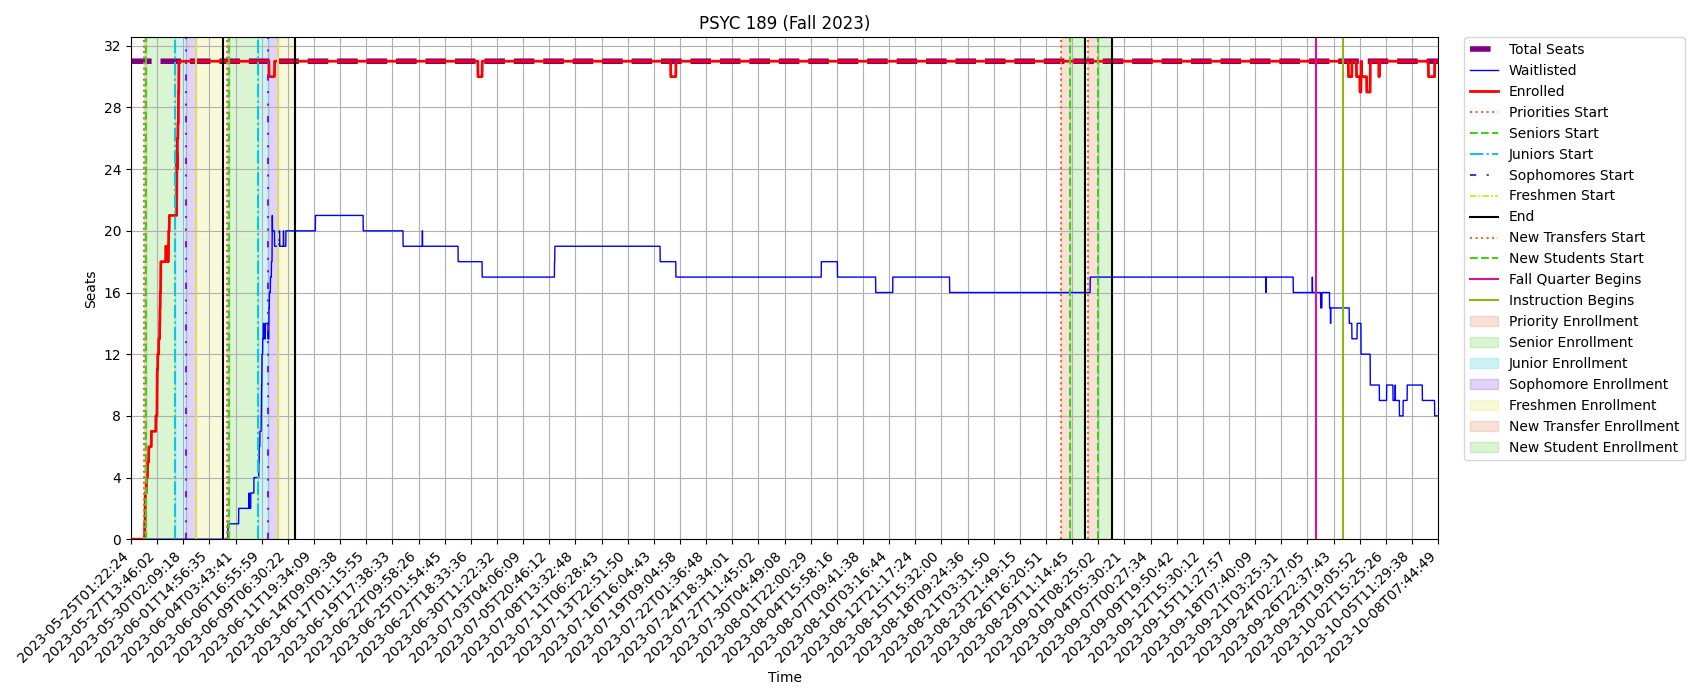 PSYC 189 (Fall 2023)
32
28
24
20
16
12
8
4
0
Seats
2023-05-25T01:22:24
2023-05-27T13:46:02
2023-05-30T02:09:18
2023-06-01T14:56:35
2023-06-04T03:43:41
2023-06-06T16:55:59
2023-06-09T06:30:22
2023-06-11T19:34:09
2023-06-14T09:09:38
2023-06-17T01:15:55
2023-06-19T17:38:33
2023-06-22T09:58:26
2023-06-25T01:54:45
2023-06-27T18:33:36
2023-06-30T11:22:32
2023-07-03T04:06:09
2023-07-05T20:46:12
2023-07-08T13:32:48
2023-07-11T06:28:43
2023-07-13T22:51:50
2023-07-16T16:04:43
2023-07-19T09:04:58
2023-07-22T01:36:48
2023-07-24T18:34:01
2023-07-27T11:45:02
2023-07-30T04:49:08
2023-08-01T22:00:29
2023-08-04T15:58:16
2023-08-07T09:41:38
2023-08-10T03:16:44
2023-08-12T21:17:24
2023-08-15T15:32:00
2023-08-18T09:24:36
2023-08-21T03:31:50
2023-08-23T21:49:15
2023-08-26T16:20:51
2023-08-29T11:14:45
2023-09-01T08:25:02
2023-09-04T05:30:21
2023-09-07T00:27:34
2023-09-09T19:50:42
2023-09-12T15:30:12
2023-09-15T11:27:57
2023-09-18T07:40:09
2023-09-21T03:25:31
2023-09-24T02:27:05
2023-09-26T22:37:43
2023-09-29T19:05:52
2023-10-02T15:25:26
2023-10-05T11:29:38
2023-10-08T07:44:49
Time
Total Seats
Waitlisted
Enrolled
Priorities Start
Seniors Start
Juniors Start
Sophomores Start
Freshmen Start
End
New Transfers Start
New Students Start
Fall Quarter Begins
Instruction Begins
Priority Enrollment
Senior Enrollment
Junior Enrollment
Sophomore Enrollment
Freshmen Enrollment
New Transfer Enrollment
New Student Enrollment